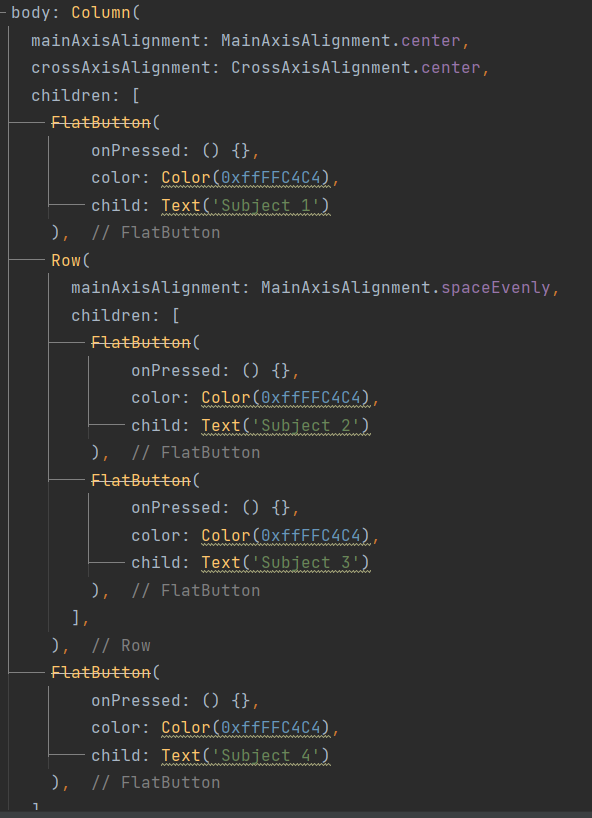 body: Column(
mainAxisAlignment: MainAxisAlignment.center,
crossAxisAlignment: CrossAxisAlignment.center,
children: [
FlatButton(
onPressed: () {},
color: Color(0xffFFC4C4),
child: Text('Subject 1')
), // FlatButton
Row(
mainAxisAlignment: MainAxisAlignment.spaceEvenly,
children: [
FlatButton(
onPressed: () {},
color: Color(0xffFFC4C4),
child: Text('Subject 2')
), // FlatButton
FlatButton(
onPressed: () {},
color: Color(0xffFFC4C4),
child: Text('Subject 3')
), // FlatButton
],
), // Row
FlatButton(
onPressed: () {},
color: Color(0xffFFC4C4),
child: Text('Subject 4')
), // FlatButton
]